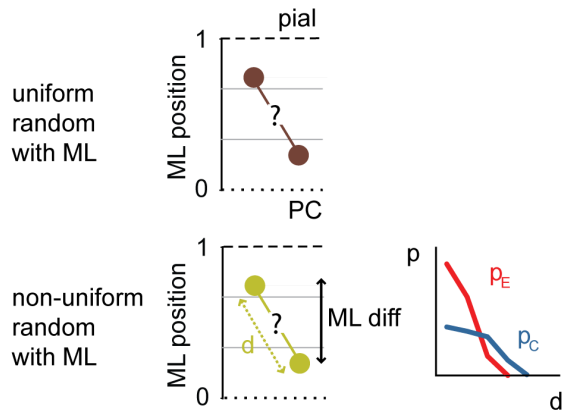 pial
1
uniform
random
with ML
ML position
?
0
PC
1
non-uniform
random
with ML
ML position
?
d
ML diff
0
p
pE
pC
d